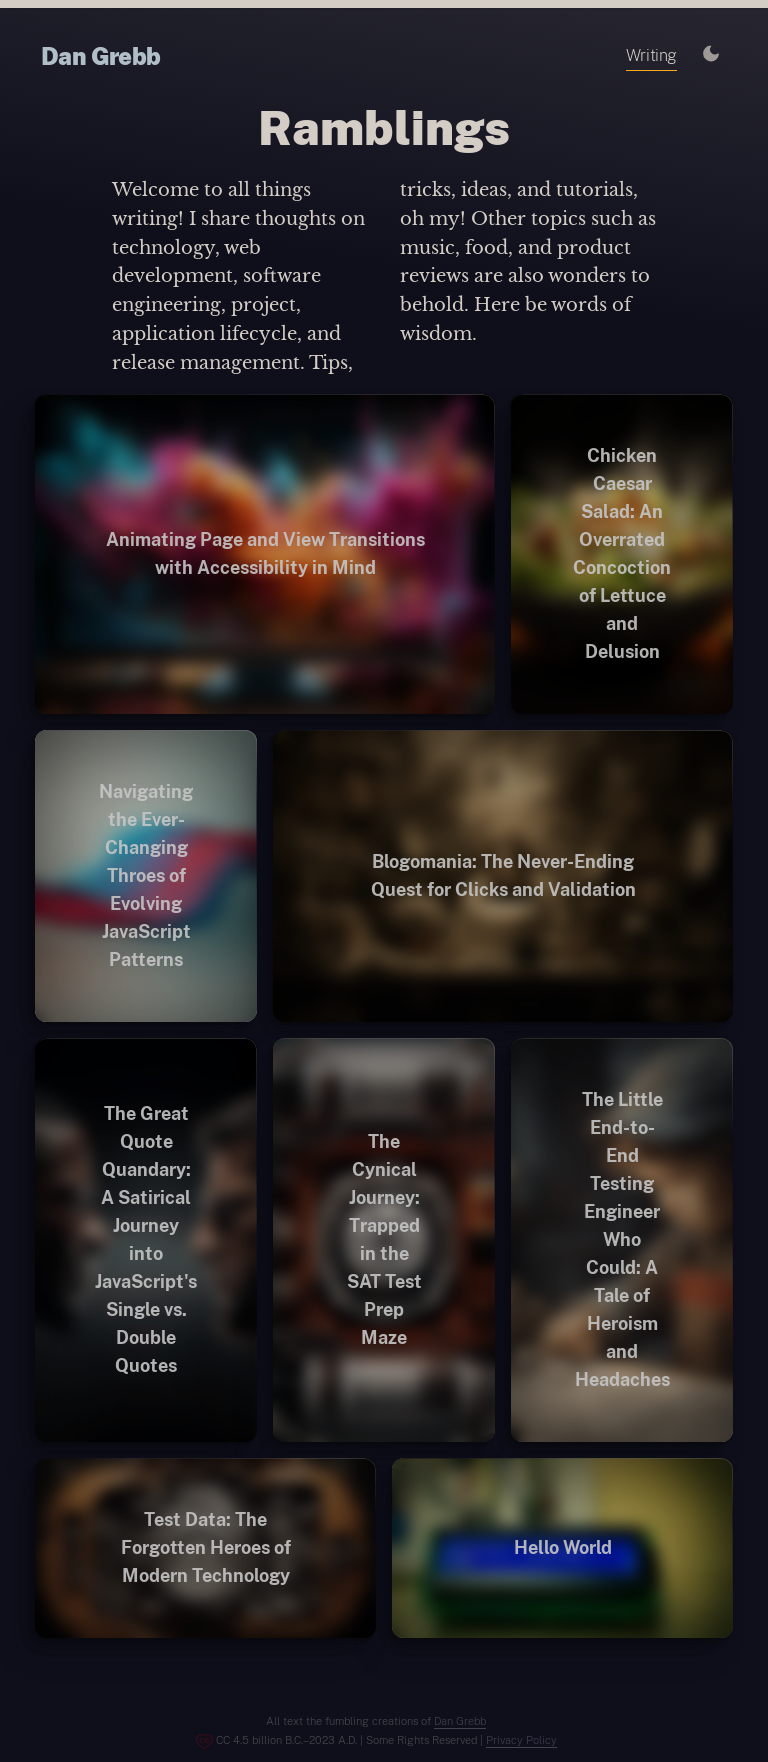 Dan Grebb
Writing
Ramblings
Welcome to all things
writing! I share thoughts on
technology, web
development, software
engineering, project,
application lifecycle, and
release management. Tips,
tricks, ideas, and tutorials,
oh my! Other topics such as
music, food, and product
reviews are also wonders to
behold. Here be words of
wisdom.
Animating Page and View Transitions
with Accessibility in Mind
Chicken
Caesar
Salad: An
Overrated
Concoction
of Lettuce
and
Delusion
Navigating
the Ever-
Changing
Throes of
Evolving
JavaScript
Patterns
Blogomania: The Never-Ending
Quest for Clicks and Validation
The Great
Quote
Quandary:
A Satirical
Journey
into
JavaScript's
Single vs.
Double
Quotes
The
Cynical
Journey:
Trapped
in the
SAT Test
Prep
Maze
The Little
End-to-
End
Testing
Engineer
Who
Could: A
Tale of
Heroism
and
Headaches
Test Data: The
Forgotten Heroes of
Modern Technology
Hello World
All text the fumbling creations of Dan Grebb
CC 4.5 billion B.C.–2023 A.D. | Some Rights Reserved | Privacy Policy